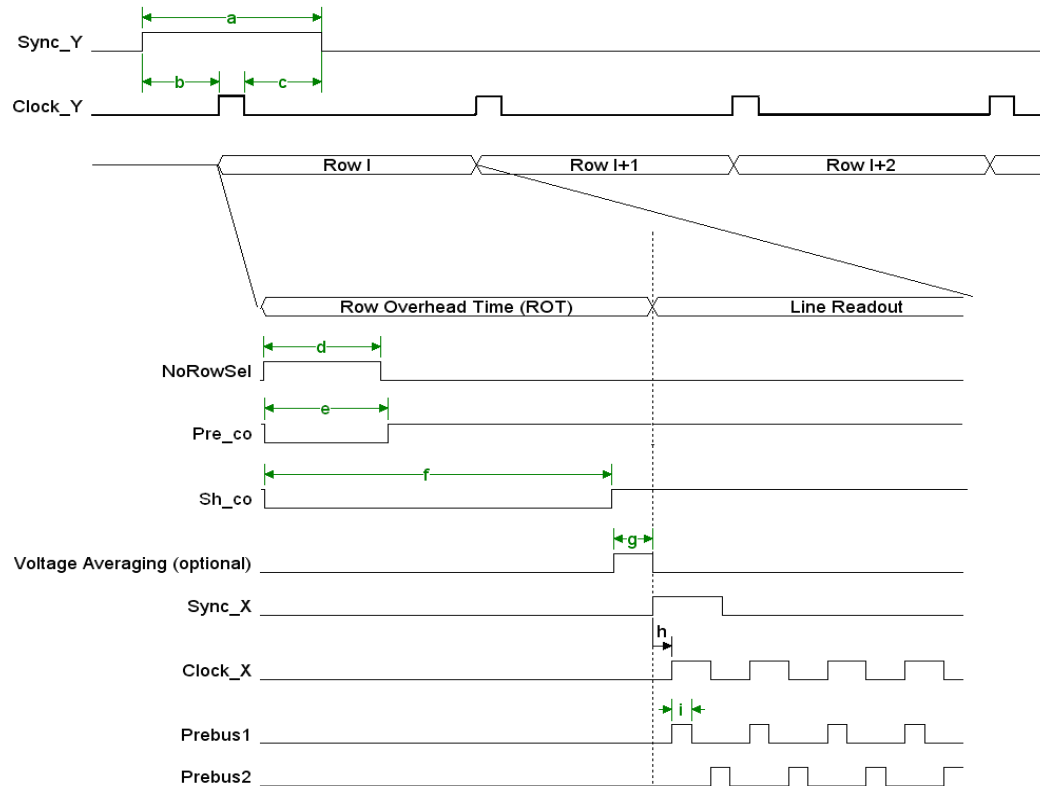 a
Sync_Y
b c
Clock_Y
Row I Row I+1 Row I+2
Row Overhead Time (ROT) Line Readout
d
NoRowSel
e
Pre_co
f
Sh_co
g
Voltage Averaging (optional)
Sync_X
h
Clock_X
i
Prebus1
Prebus2